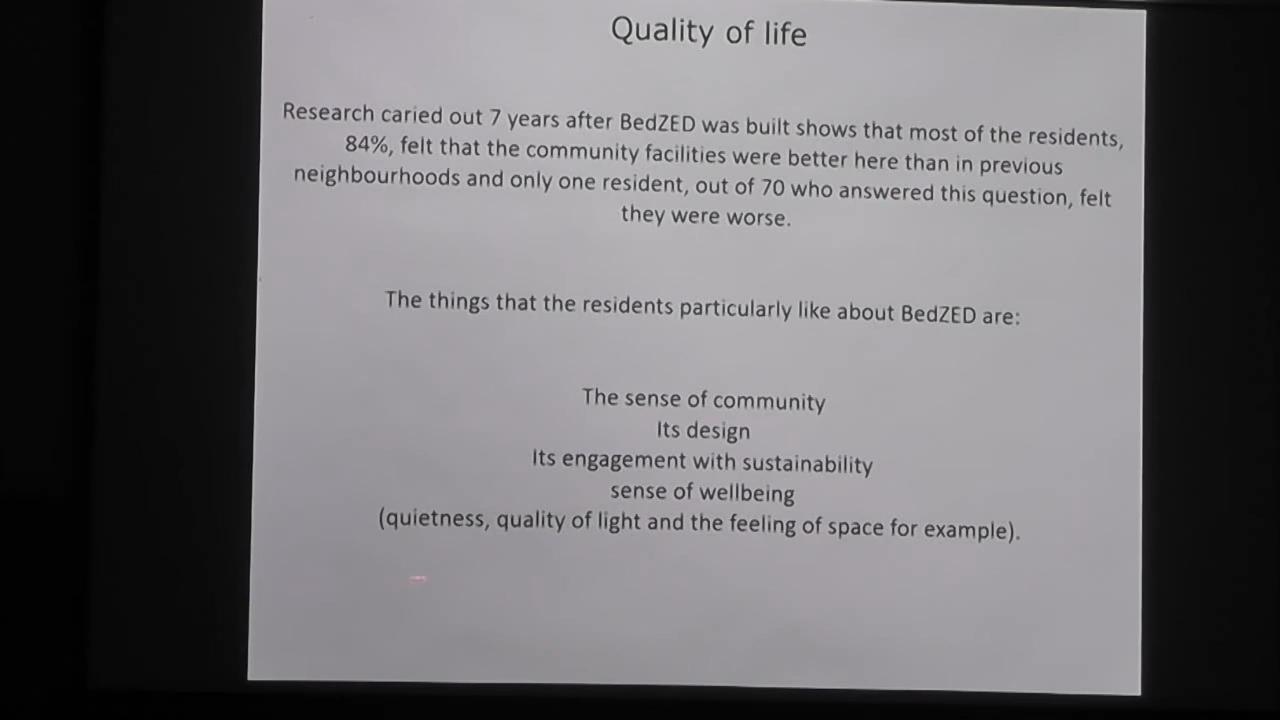 Quality of life
Research caried out 7 years after BedZED was built shows that most of the residents,
84%, felt that the community facilities were better here than in previous
neighbourhoods and only one resident, out of 70 who answered this question, felt
they were worse.
The things that the residents particularly like about BedZED are:
The sense of community
Its design
Its engagement with sustainability
sense of wellbeing
(quietness, quality of light and the feeling of space for example).